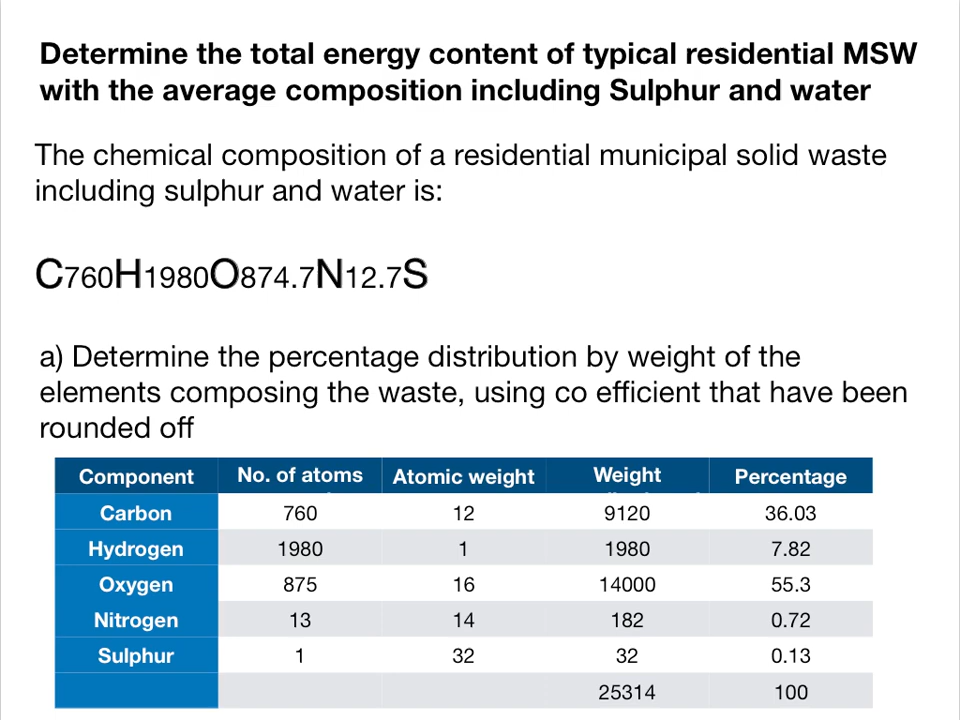 Determine the total energy content of typical residential MSW
with the average composition including Sulphur and water
The chemical composition of a residential municipal solid waste
including sulphur and water is:
C760H1980O874.7N12.7S
a) Determine the percentage distribution by weight of the
elements composing the waste, using co efficient that have been
rounded off
Component No. of atoms Atomic weight Weight Percentage
Carbon 760 12 9120 36.03
Hydrogen 1980 1 1980 7.82
Oxygen 875 16 14000 55.3
Nitrogen 13 14 182 0.72
Sulphur 1 32 32 0.13
25314 100